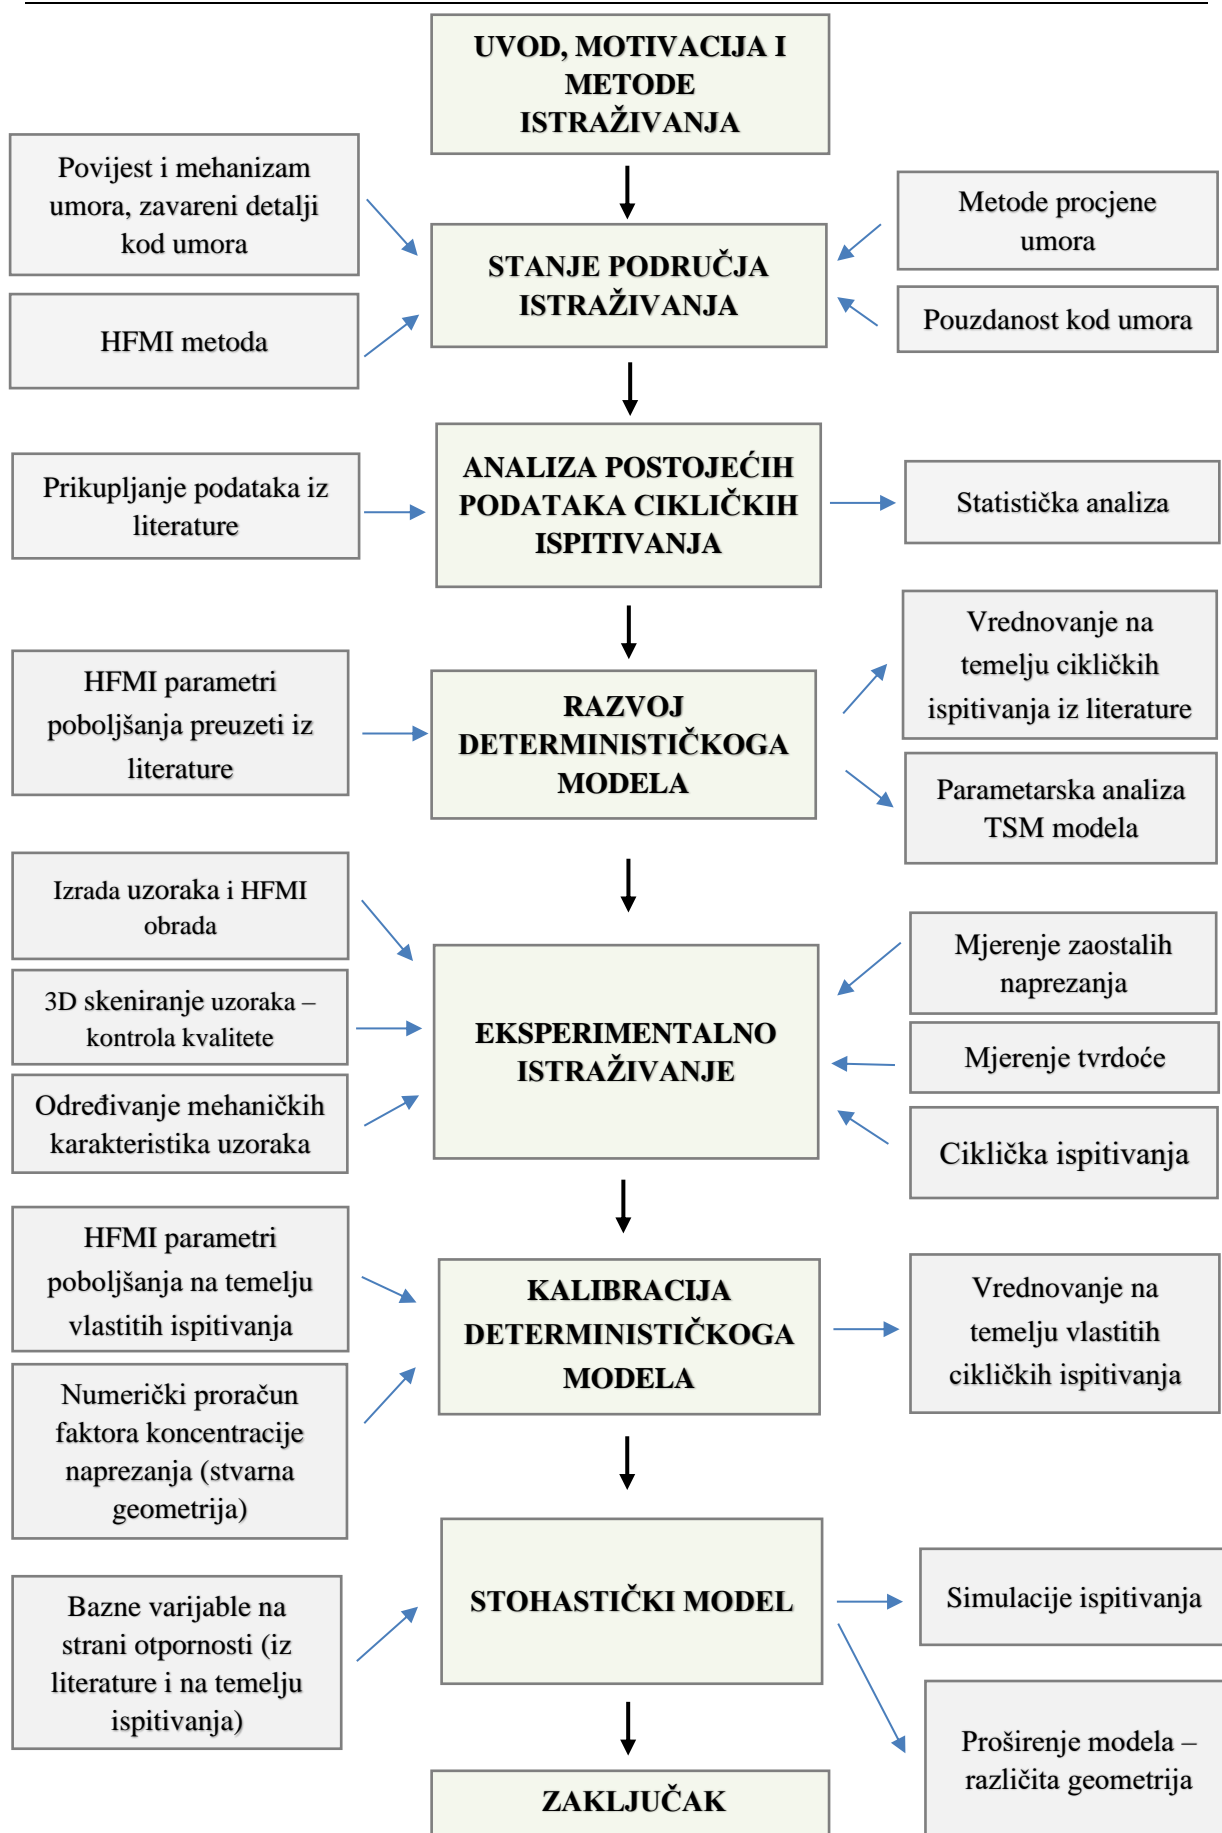 UVOD, MOTIVACIJA I
METODE
ISTRAŽIVANJA
Povijest i mehanizam
umora, zavareni detalji
kod umora
HFMI metoda
STANJE PODRUČJA
ISTRAŽIVANJA
Metode procjene
umora
Pouzdanost kod umora
Prikupljanje podataka iz
literature
ANALIZA POSTOJEĆIH
PODATAKA CIKLIČKIH
ISPITIVANJA
Statistička analiza
HFMI parametri
poboljšanja preuzeti iz
literature
RAZVOJ
DETERMINISTIČKOGA
MODELA
Vrednovanje na
temelju cikličkih
ispitivanja iz literature
Parametarska analiza
TSM modela
Izrada uzoraka i HFMI
obrada
3D skeniranje uzoraka –
kontrola kvalitete
Određivanje mehaničkih
karakteristika uzoraka
EKSPERIMENTALNO
ISTRAŽIVANJE
Mjerenje zaostalih
naprezanja
Mjerenje tvrdoće
Ciklička ispitivanja
HFMI parametri
poboljšanja na temelju
vlastitih ispitivanja
Numerički proračun
faktora koncentracije
naprezanja (stvarna
geometrija)
KALIBRACIJA
DETERMINISTIČKOGA
MODELA
Vrednovanje na
temelju vlastitih
cikličkih ispitivanja
Bazne varijable na
strani otpornosti (iz
literature i na temelju
ispitivanja)
STOHASTIČKI MODEL
Simulacije ispitivanja
Proširenje modela –
različita geometrija
ZAKLJUČAK